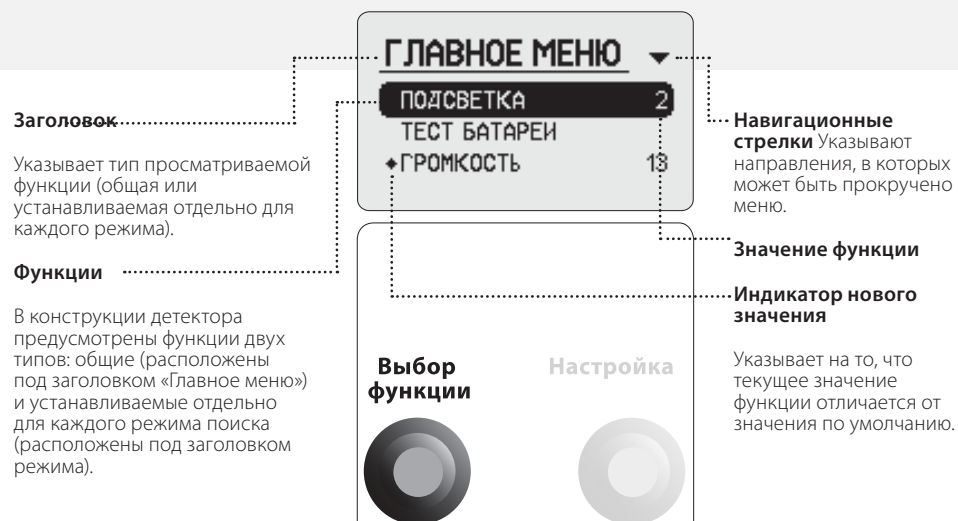 ГЛАВНОЕ МЕНЮ
ПОДСВЕТКА 2
ТЕСТ БАТАРЕИ
ГРОМКОСТЬ 13
Заголовок
Указывает тип просматриваемой
функции (общая или
устанавливаемая отдельно для
каждого режима).
Функции
В конструкции детектора
предусмотрены функции двух
типов: общие (расположены
под заголовком «Главное меню»)
и устанавливаемые отдельно
для каждого режима поиска
(расположены под заголовком
режима).
Выбор
функции
Настройка
Навигационные
стрелки Указывают
направления, в которых
может быть прокручено
меню.
Значение функции
Индикатор нового
значения
Указывает на то, что
текущее значение
функции отличается от
значения по умолчанию.